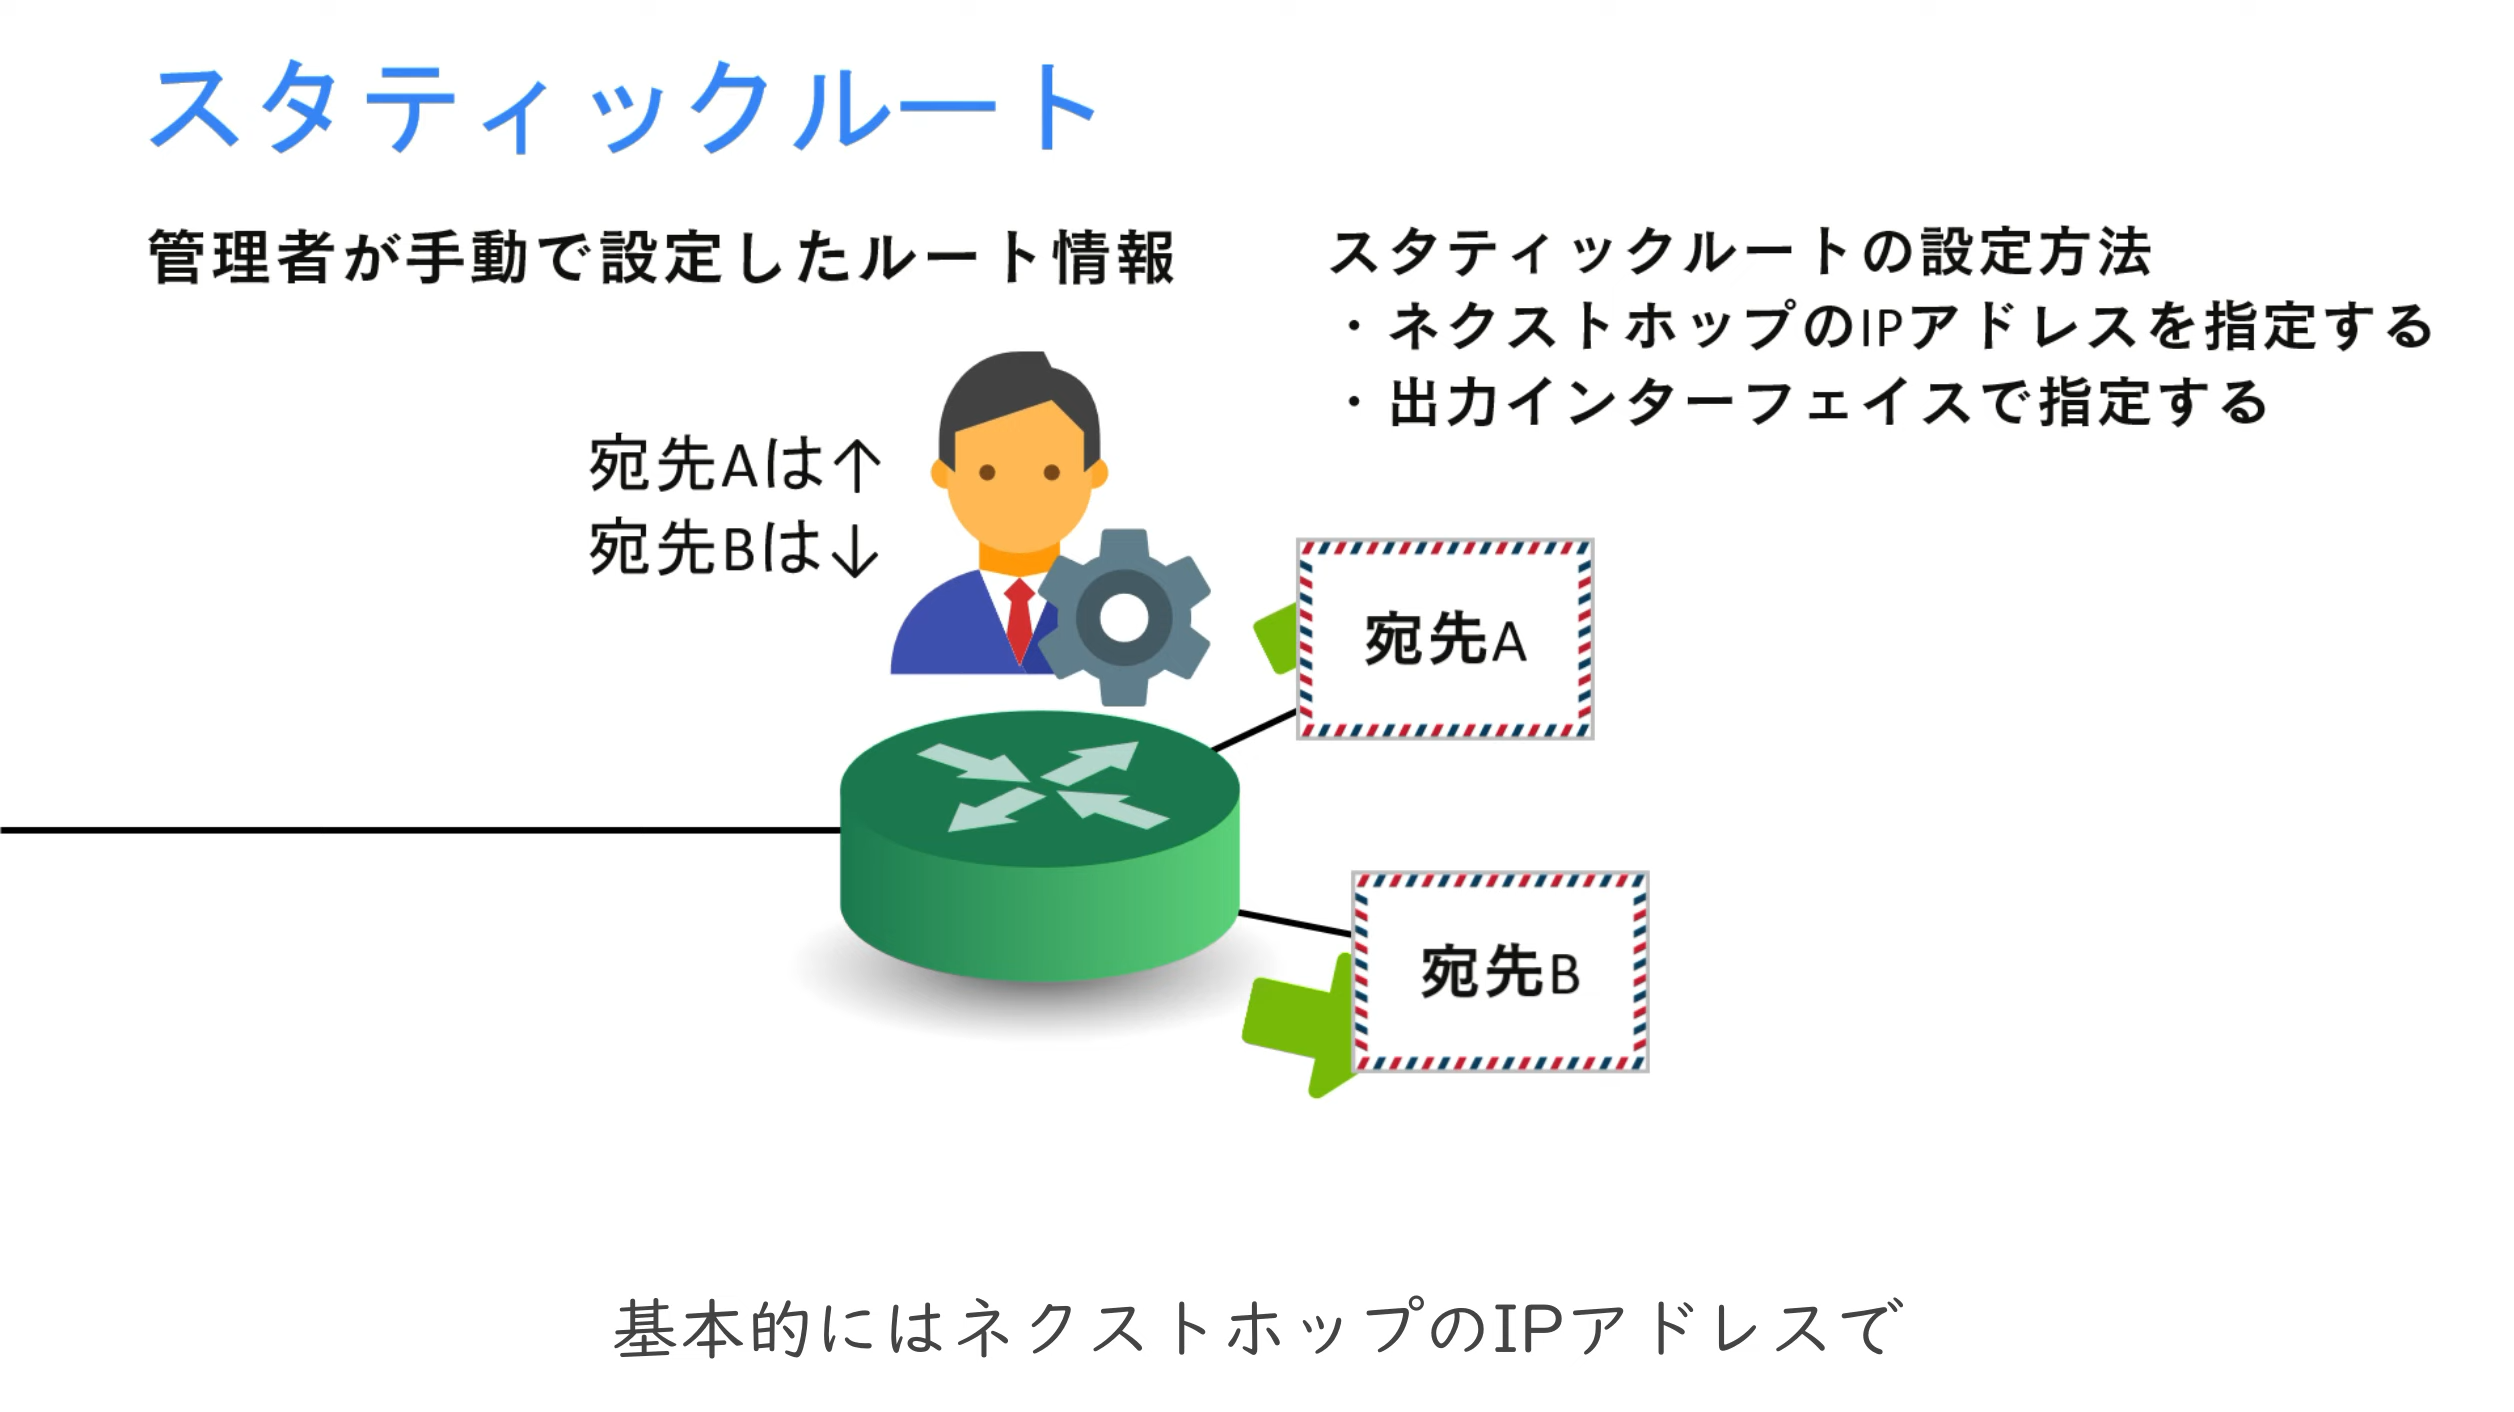 スタティックルート
管理者が手動で設定したルート情報
スタティックルートの設定方法
・ネクストホップのIPアドレスを指定する
・出力インターフェイスで指定する
宛先Aは↑
宛先Bは↓
宛先A
宛先B
基本的にはネクストホップのIPアドレスで